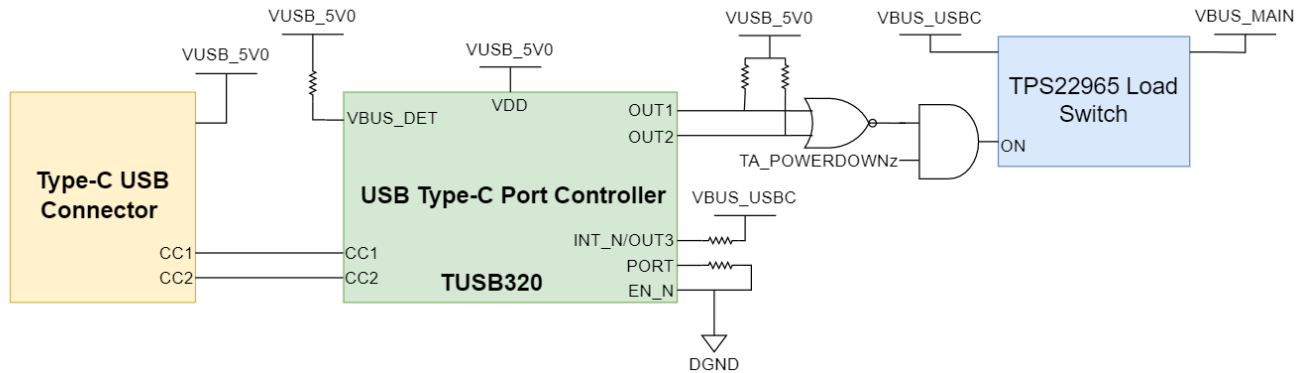 VUSB_5V0
VUSB_5V0
VUSB_5V0
VUSB_5V0
VBUS_USBC
VBUS_MAIN
Type-C USB
Connector
CC1
CC2
VBUS_DET
VDD
USB Type-C Port Controller
TUSB320
CC1
CC2
OUT1
OUT2
INT_N/OUT3
PORT
EN_N
VBUS_USBC
DGND
TA_POWERDOWNz
TPS22965 Load
Switch
ON